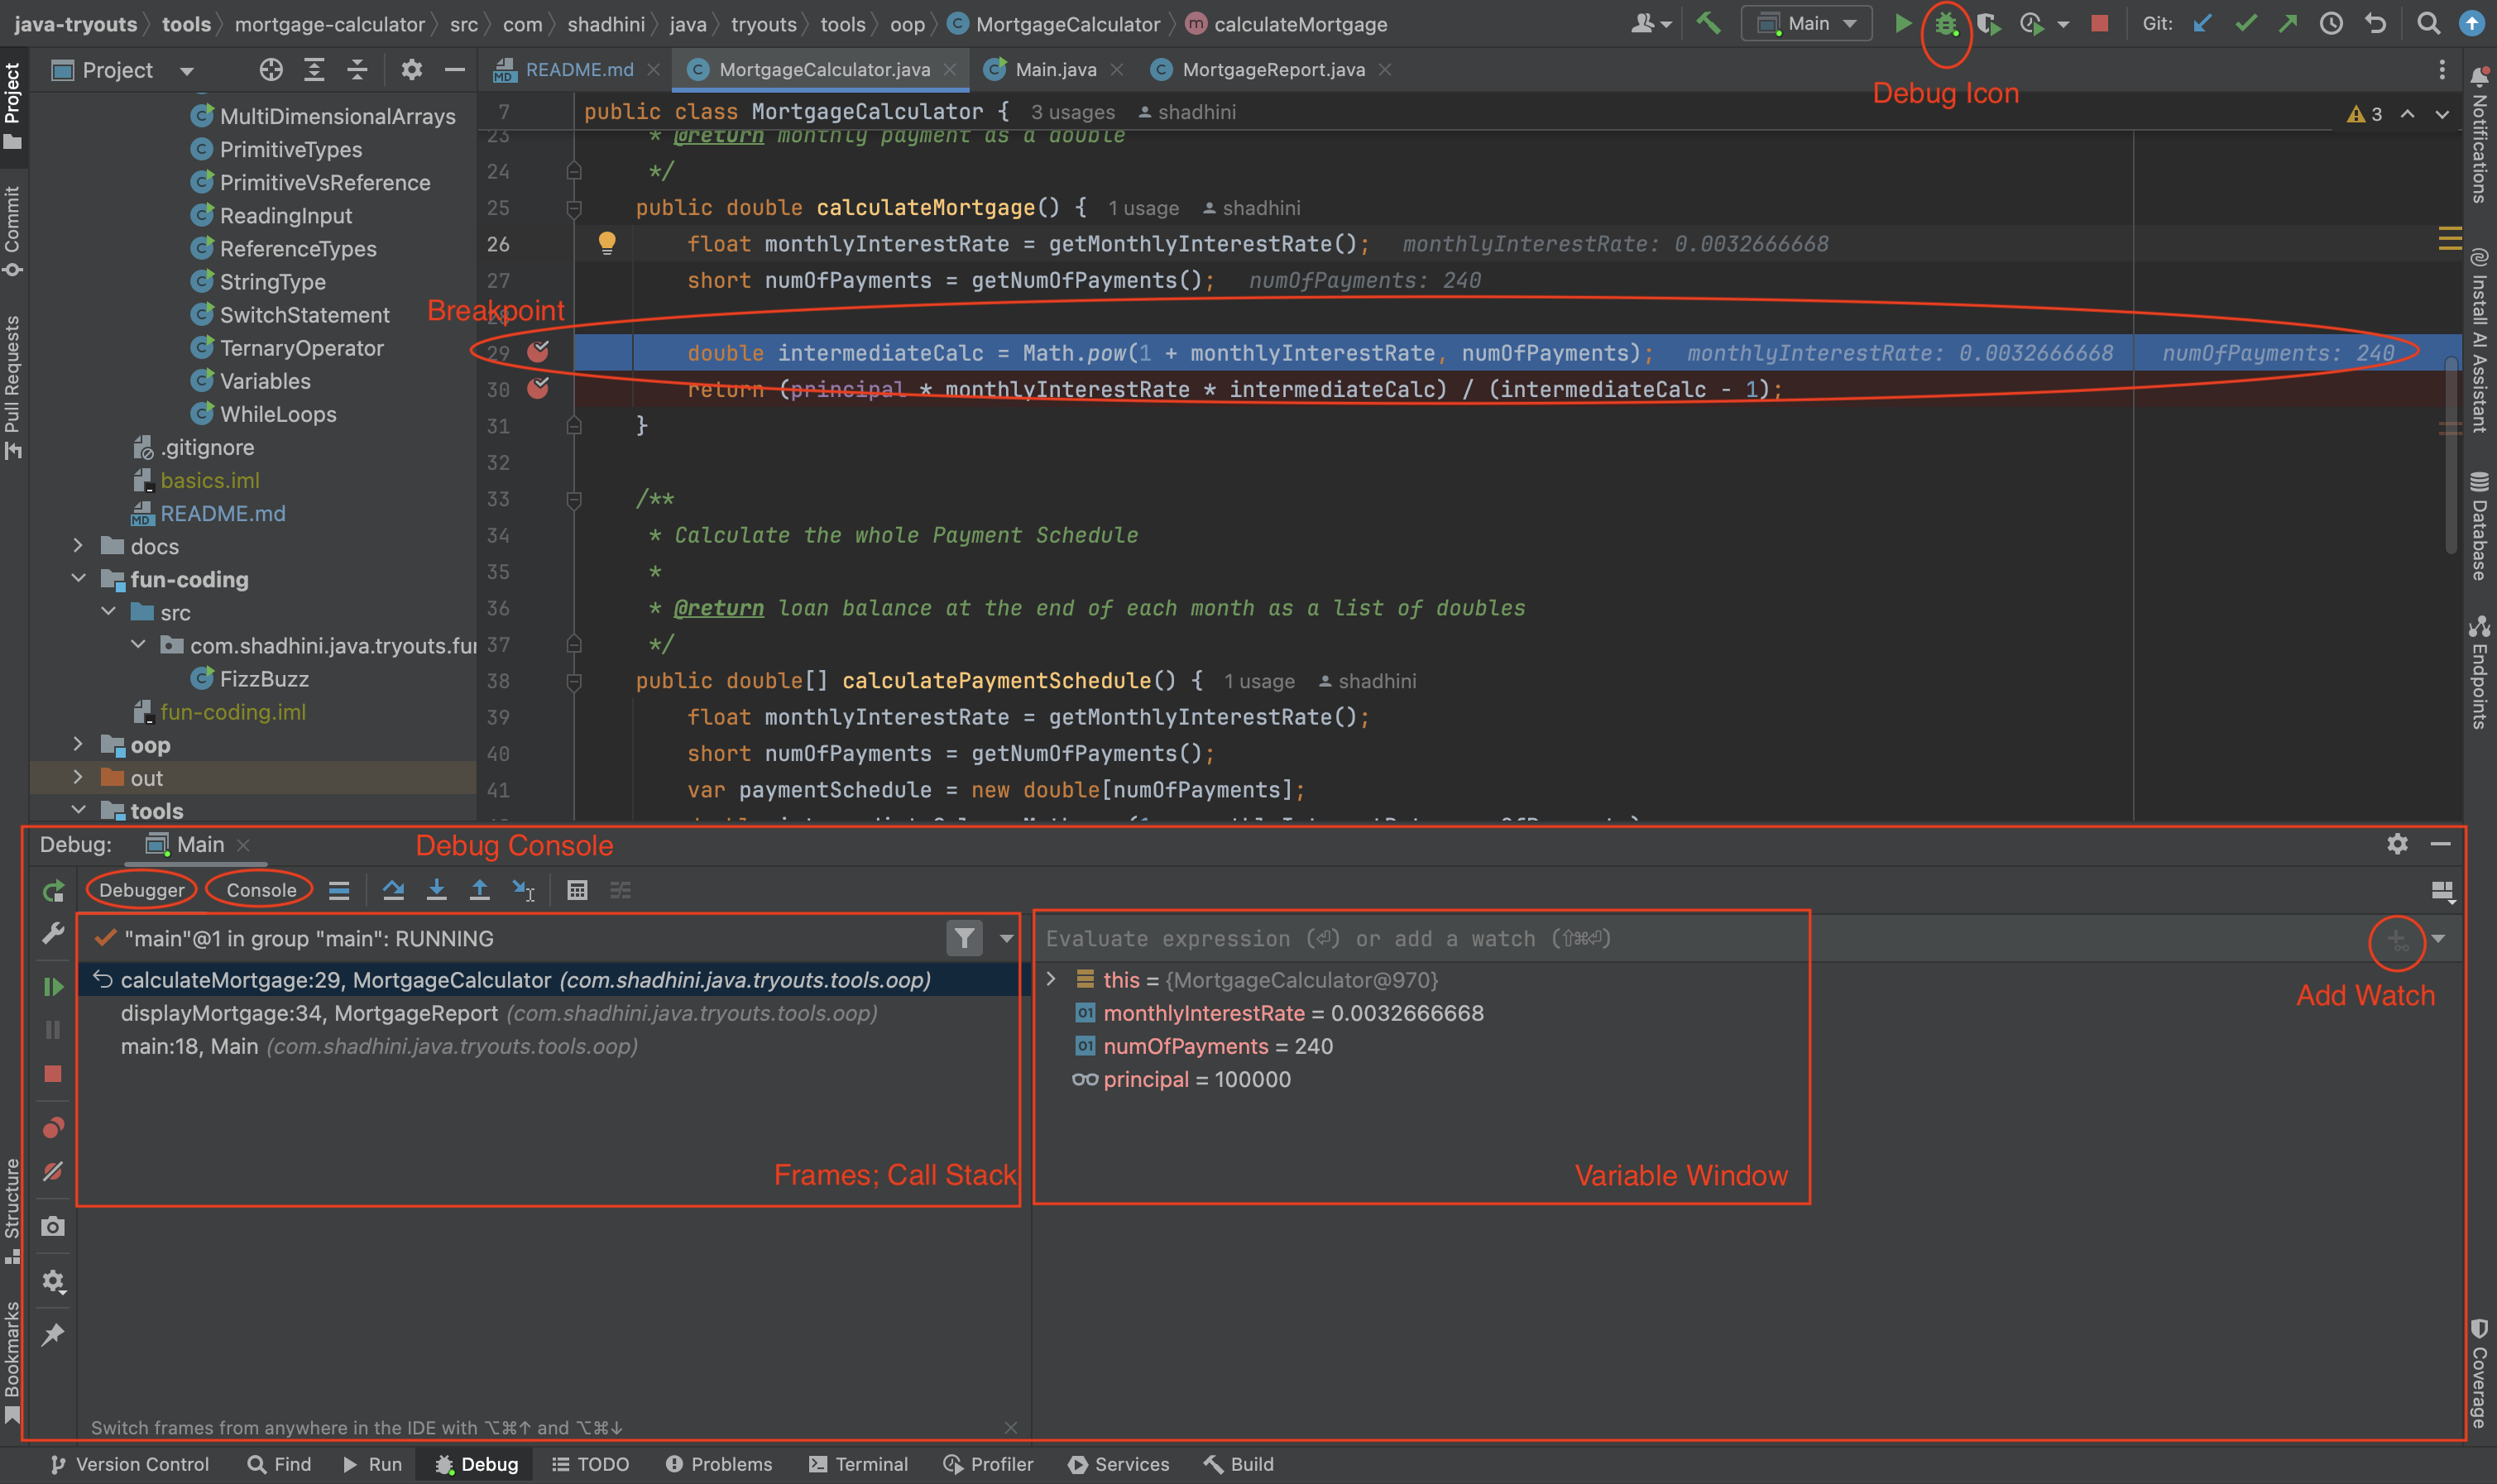 java-tryouts tools mortgage-calculator src com shadhini java tryouts tools oop MortgageCalculator calculateMortgage
Main
Git:
Debug Icon
Project
README.md
MortgageCalculator.java
Main.java
MortgageReport.java
Project
Commit
Pull Requests
Structure
Bookmarks
MultiDimensionalArrays
PrimitiveTypes
PrimitiveVsReference
ReadingInput
ReferenceTypes
StringType
SwitchStatement
TernaryOperator
Variables
WhileLoops
.gitignore
basics.iml
README.md
docs
fun-coding
src
com.shadhini.java.tryouts.fu
FizzBuzz
fun-coding.iml
oop
out
tools
7 public class MortgageCalculator { 3 usages shadhini
3
23 * @return monthly payment as a double
24 */
25 public double calculateMortgage() { 1 usage shadhini
26 float monthlyInterestRate = getMonthlyInterestRate(); monthlyInterestRate: 0.0032666668
27 short numOfPayments = getNumOfPayments(); numOfPayments: 240
Breakpoint
28
29 double intermediateCalc = Math.pow(1 + monthlyInterestRate, numOfPayments); monthlyInterestRate: 0.0032666668 numOfPayments: 240
30 return (principal * monthlyInterestRate * intermediateCalc) / (intermediateCalc - 1);
31 }
32
33 /**
34 * Calculate the whole Payment Schedule
35 *
36 * @return loan balance at the end of each month as a list of doubles
37 */
38 public double[] calculatePaymentSchedule() { 1 usage shadhini
39 float monthlyInterestRate = getMonthlyInterestRate();
40 short numOfPayments = getNumOfPayments();
41 var paymentSchedule = new double[numOfPayments];
Notifications
Install AI Assistant
Database
Endpoints
Coverage
Debug: Main
Debug Console
Debugger
Console
"main"@1 in group "main": RUNNING
calculateMortgage:29, MortgageCalculator (com.shadhini.java.tryouts.tools.oop)
displayMortgage:34, MortgageReport (com.shadhini.java.tryouts.tools.oop)
main:18, Main (com.shadhini.java.tryouts.tools.oop)
Frames; Call Stack
Evaluate expression (⏎) or add a watch (⇧⌘⏎)
this = {MortgageCalculator@970}
01 monthlyInterestRate = 0.0032666668
01 numOfPayments = 240
principal = 100000
Variable Window
Add Watch
Switch frames from anywhere in the IDE with ⌥⌘↑ and ⌥⌘↓
Version Control Find Run Debug TODO Problems Terminal Profiler Services Build